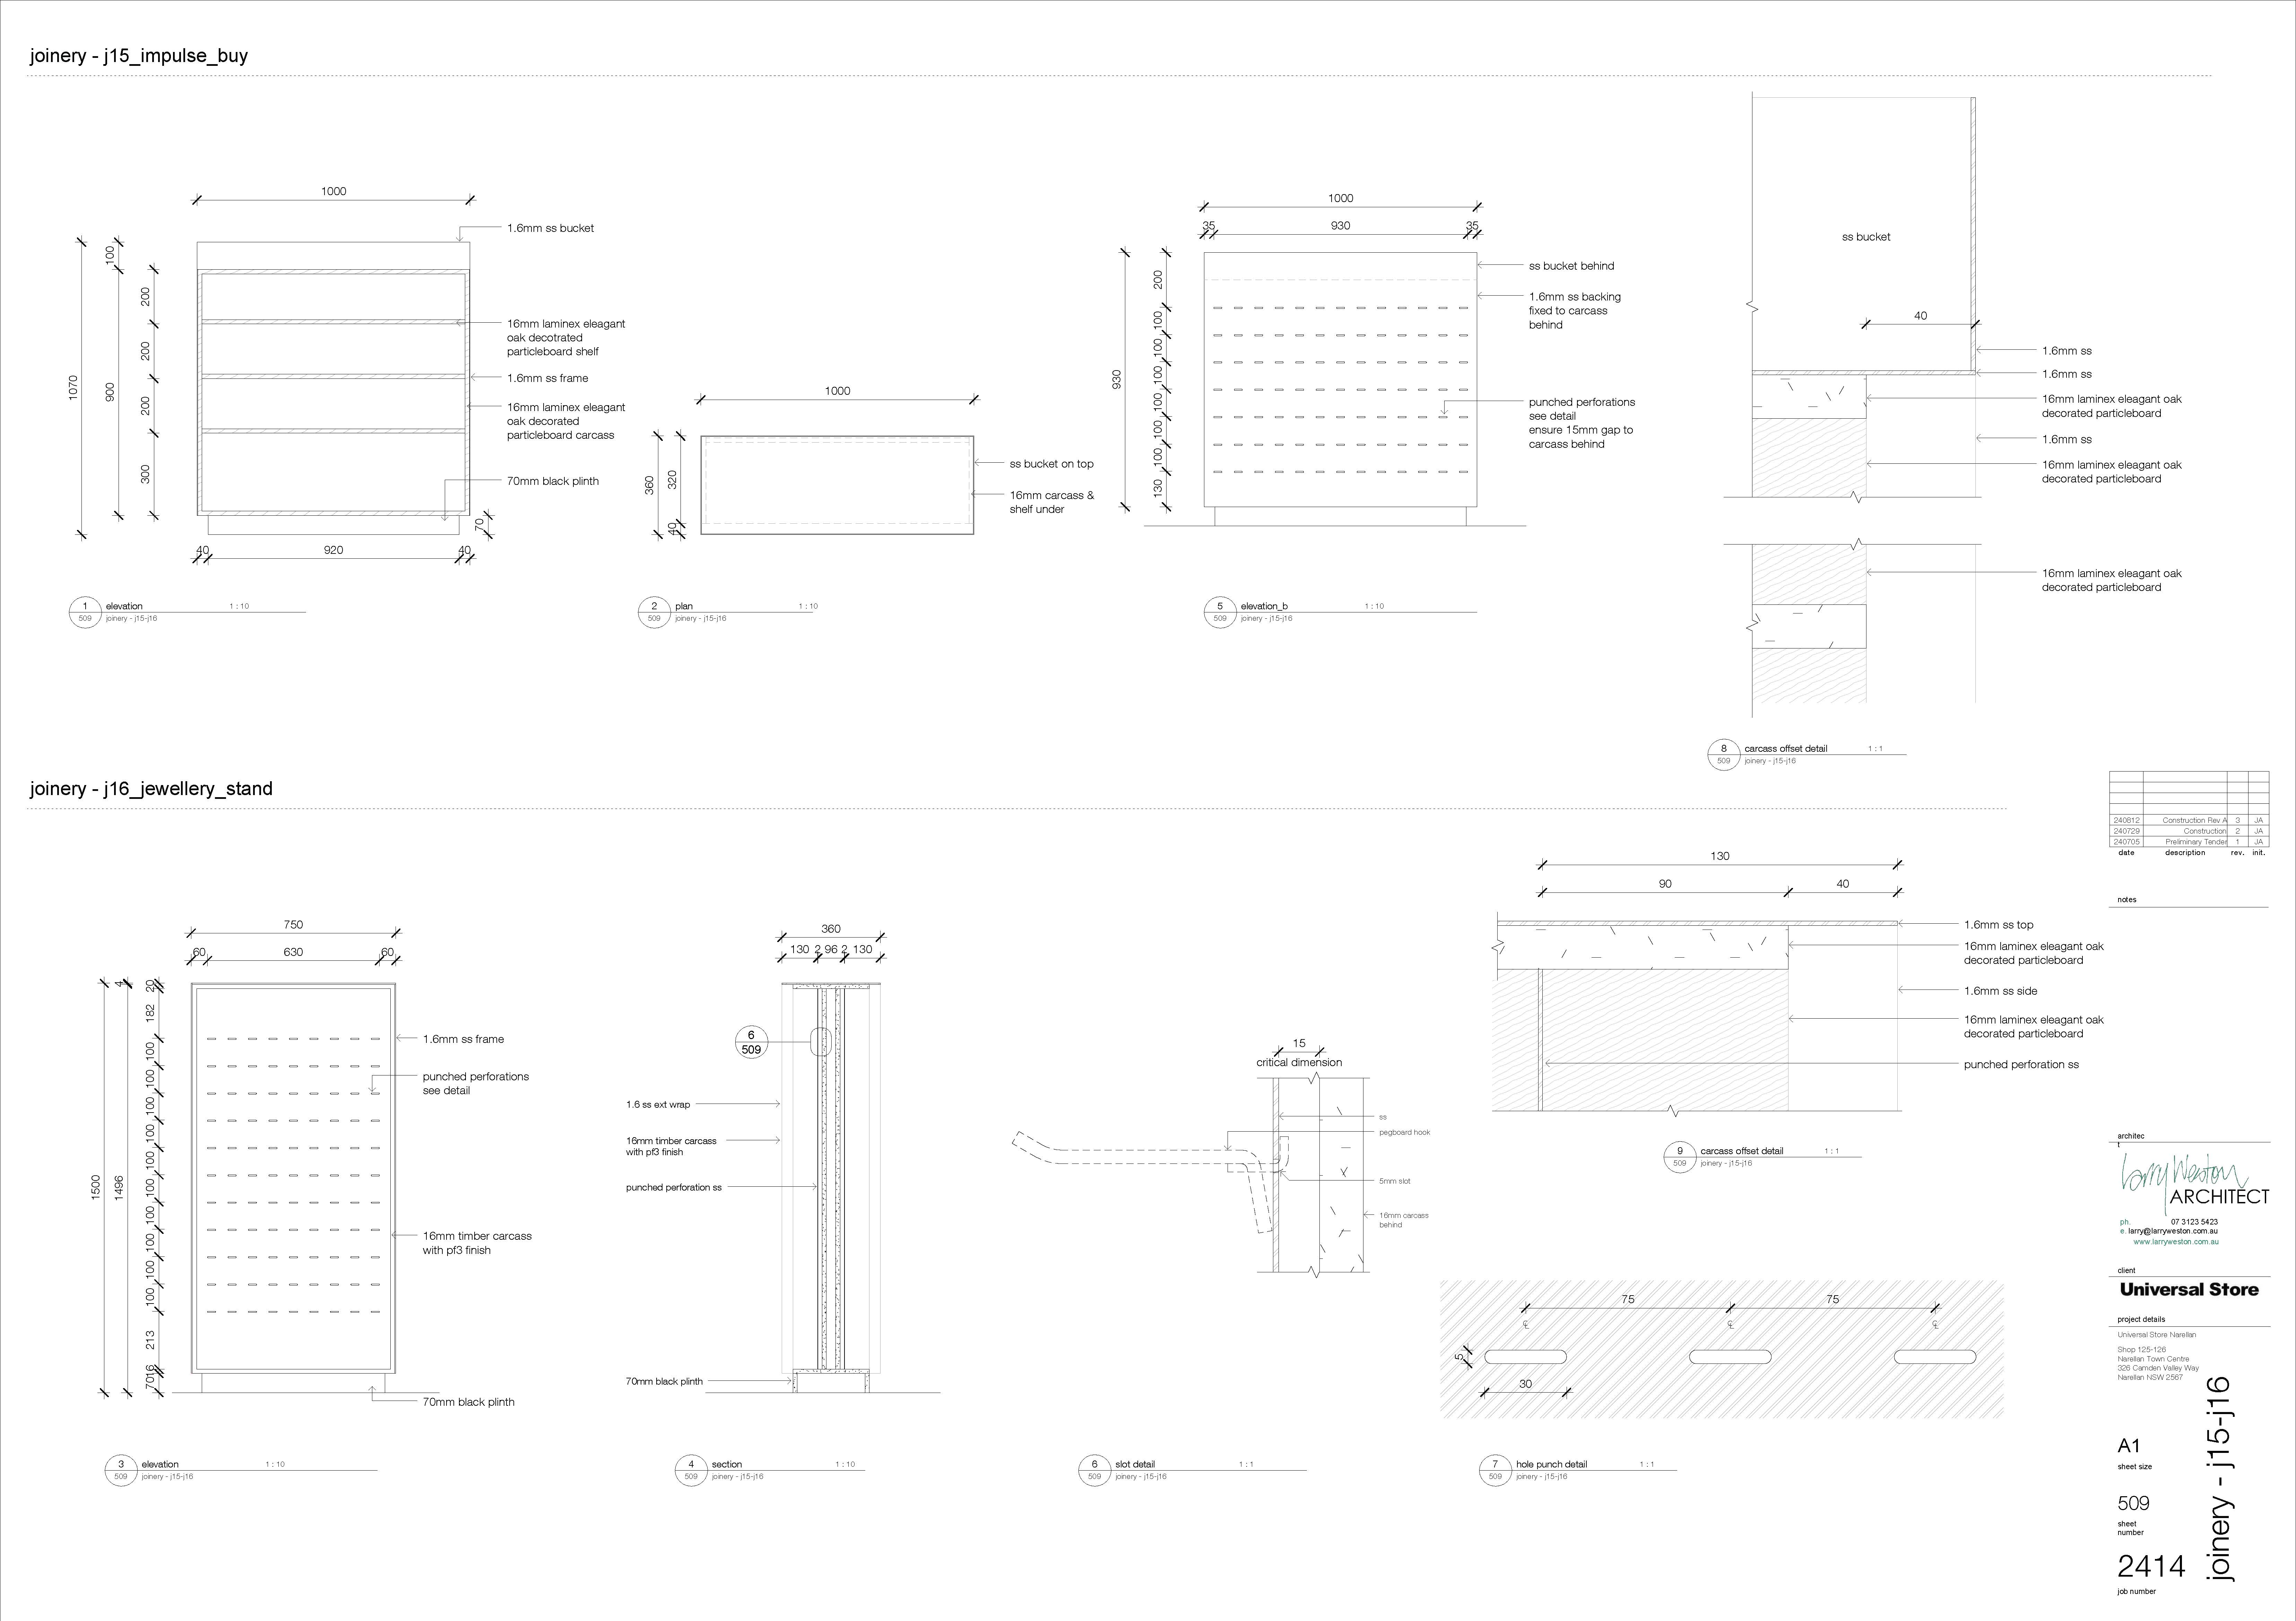 joinery - j15_impulse_buy
1000
1.6mm ss bucket
100
200
200
200
300
900
1070
16mm laminex eleagant
oak decotrated
particleboard shelf
1.6mm ss frame
16mm laminex eleagant
oak decorated
particleboard carcass
70mm black plinth
70
40
920
40
1
509
elevation
1 : 10
joinery - j15-j16
1000
360
320
40
ss bucket on top
16mm carcass &
shelf under
2
509
plan
1 : 10
joinery - j15-j16
1000
35
930
35
930
200
100
100
100
100
100
100
130
ss bucket behind
1.6mm ss backing
fixed to carcass
behind
punched perforations
see detail
ensure 15mm gap to
carcass behind
5
509
elevation_b
1 : 10
joinery - j15-j16
ss bucket
40
1.6mm ss
1.6mm ss
16mm laminex eleagant oak
decorated particleboard
1.6mm ss
16mm laminex eleagant oak
decorated particleboard
16mm laminex eleagant oak
decorated particleboard
8
509
carcass offset detail
1 : 1
joinery - j15-j16
joinery - j16_jewellery_stand
750
60
630
60
1500
1496
4
20
182
100
100
100
100
100
100
100
100
100
100
213
16
70
1.6mm ss frame
punched perforations
see detail
16mm timber carcass
with pf3 finish
70mm black plinth
3
509
elevation
1 : 10
joinery - j15-j16
360
130
2
96
2
130
6
509
1.6 ss ext wrap
16mm timber carcass
with pf3 finish
punched perforation ss
70mm black plinth
4
509
section
1 : 10
joinery - j15-j16
15
critical dimension
ss
pegboard hook
5mm slot
16mm carcass
behind
6
509
slot detail
1 : 1
joinery - j15-j16
130
90
40
1.6mm ss top
16mm laminex eleagant oak
decorated particleboard
1.6mm ss side
16mm laminex eleagant oak
decorated particleboard
punched perforation ss
9
509
carcass offset detail
1 : 1
joinery - j15-j16
75
75
℄
℄
℄
5
30
7
509
hole punch detail
1 : 1
joinery - j15-j16
240812 Construction Rev A 3 JA
240729 Construction 2 JA
240705 Preliminary Tender 1 JA
date description rev. init.
notes
architec
t
Larry Weston
ARCHITECT
ph. 07 3123 5423
e. larry@larryweston.com.au
www.larryweston.com.au
client
Universal Store
project details
Universal Store Narellan
Shop 125-126
Narellan Town Centre
326 Camden Valley Way
Narellan NSW 2567
A1
sheet size
509
sheet
number
2414
job number
joinery - j15-j16